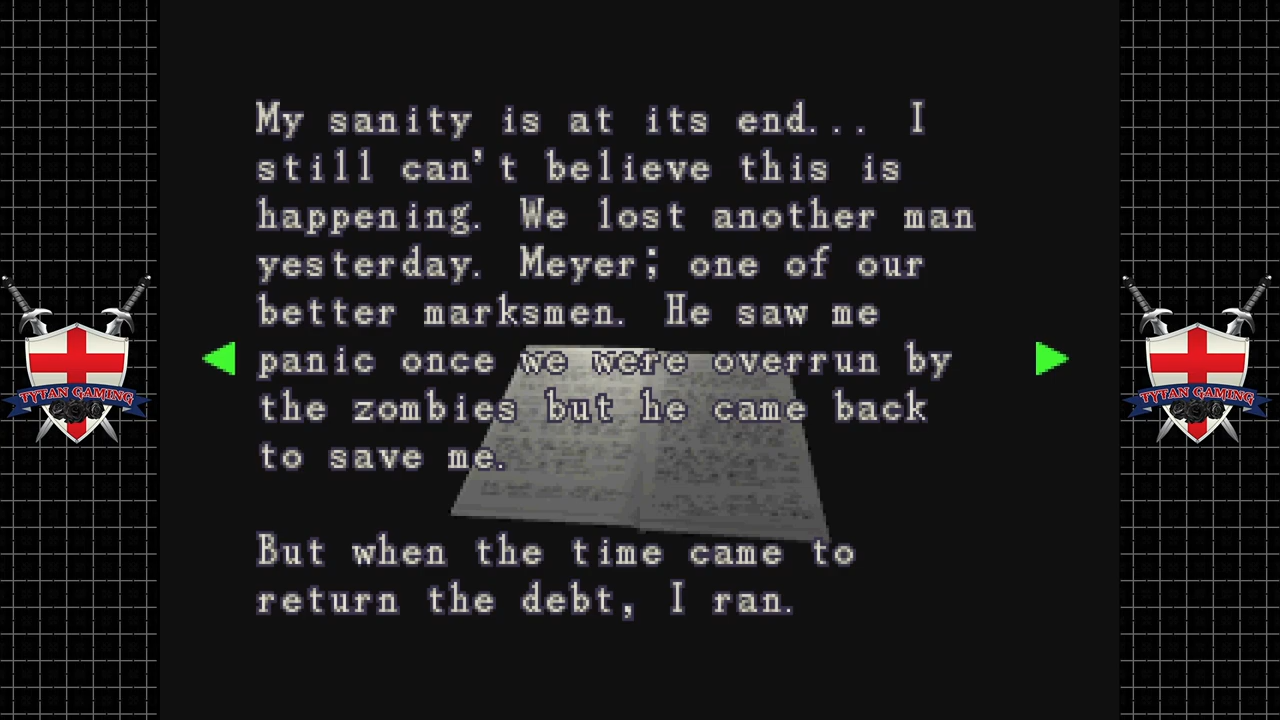 My sanity is at its end... I
still can't believe this is
happening. We lost another man
yesterday. Meyer; one of our
better marksmen. He saw me
panic once we were overrun by
the zombies but he came back
to save me.
But when the time came to
return the debt, I ran.
TYTAN GAMING
TYTAN GAMING